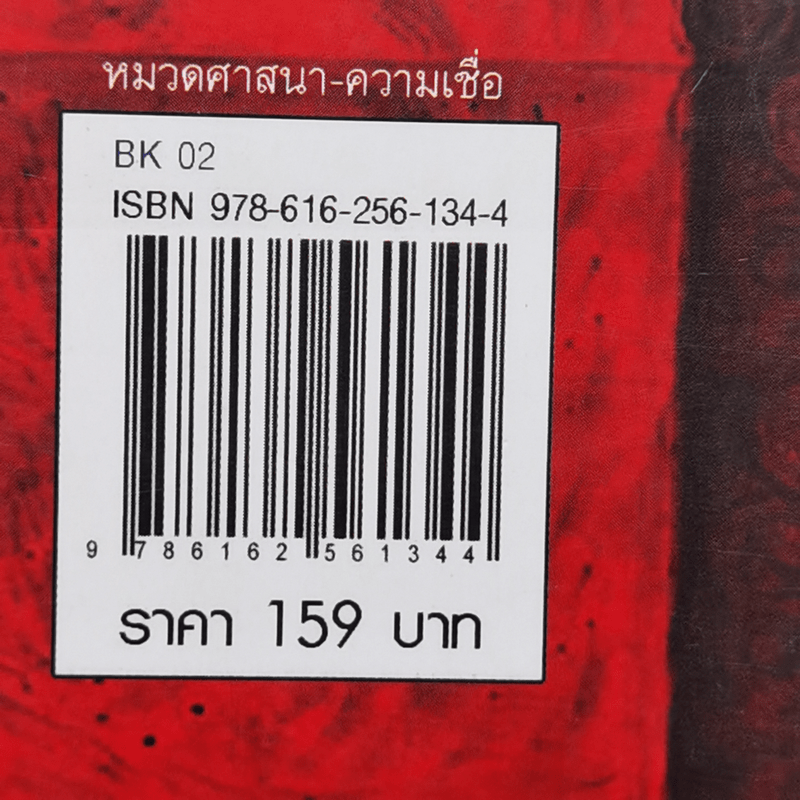 หมวดศาสนา-ความเชื่อ
BK 02
ISBN 978-616-256-134-4
9 786162 561344
ราคา 159 บาท